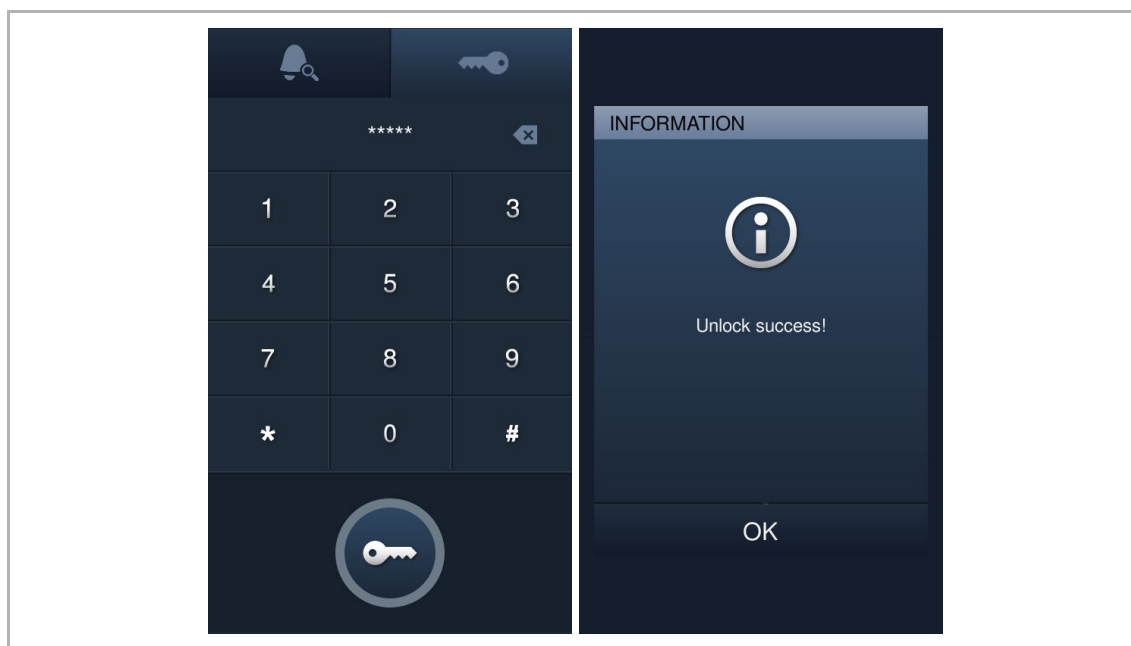 *****
1 2 3
4 5 6
7 8 9
* 0 #
INFORMATION
Unlock success!
OK